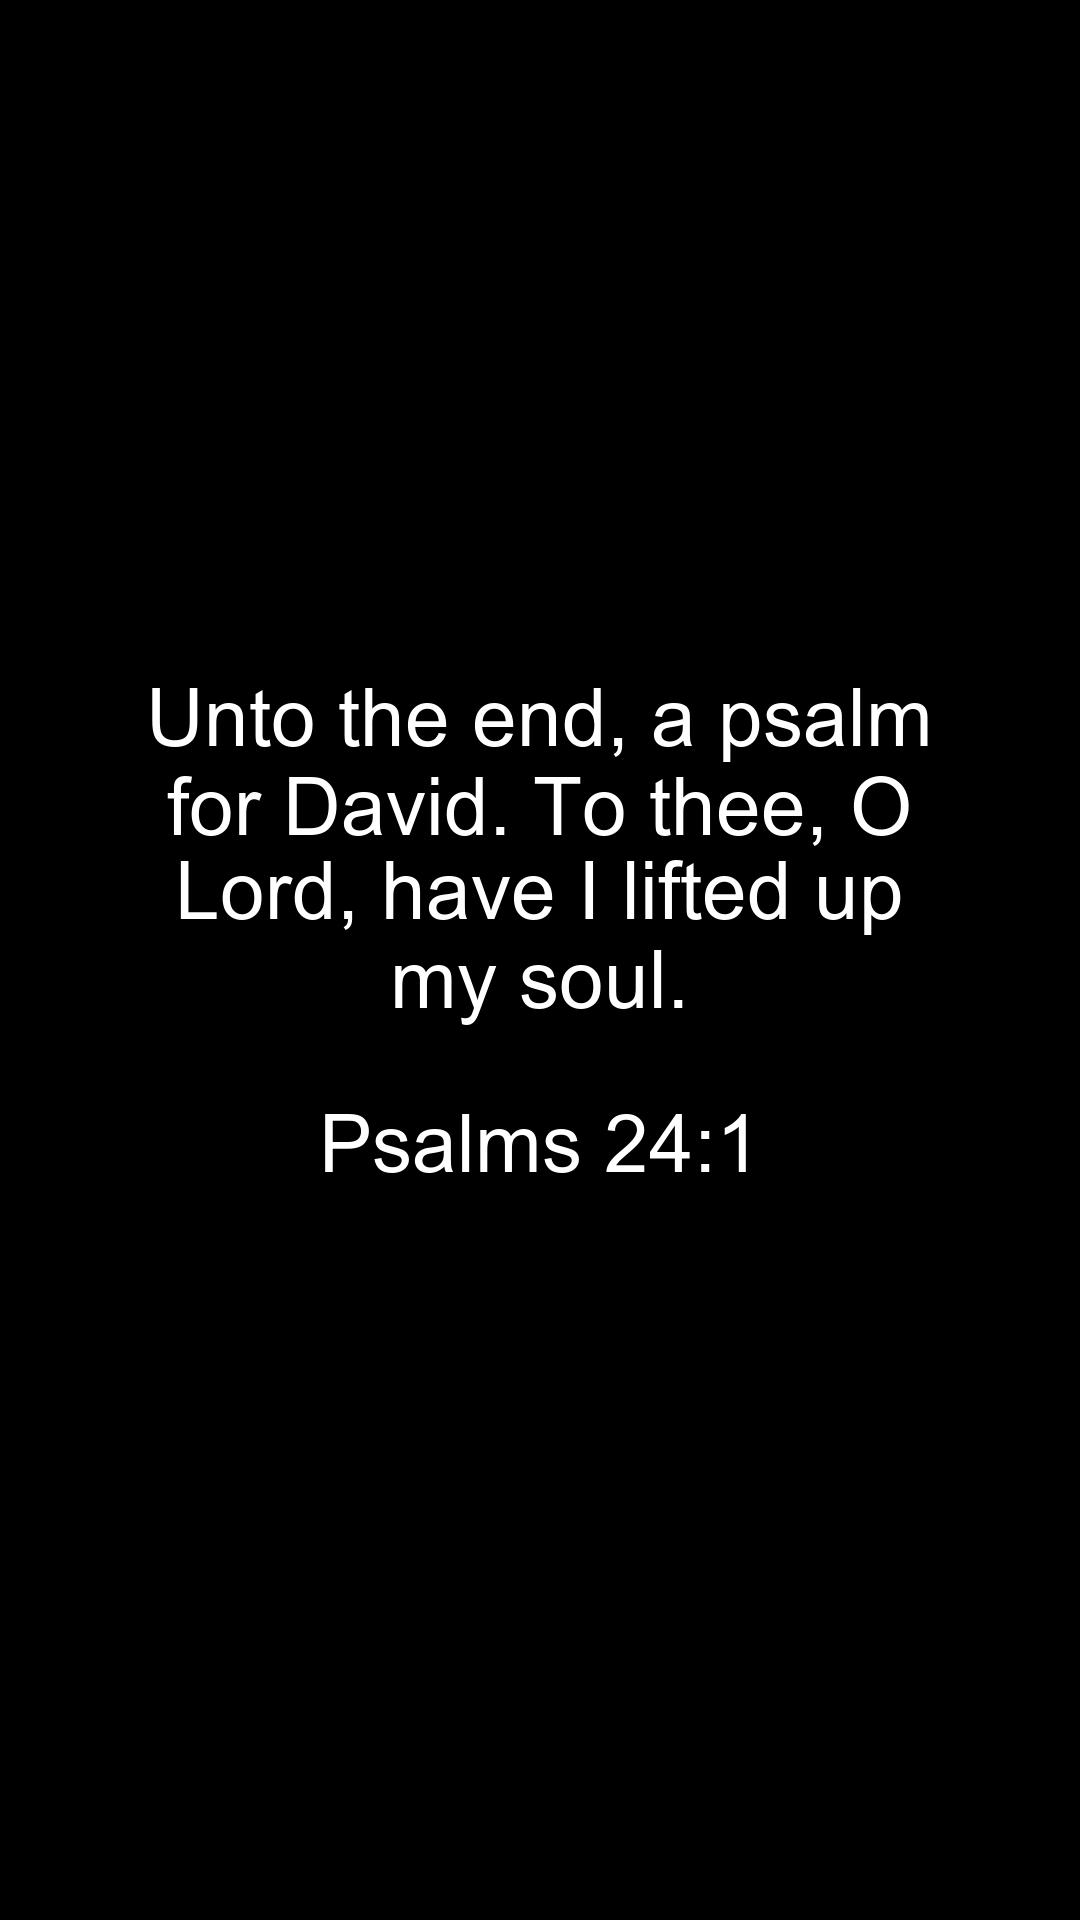 Unto the end, a psalm
for David. To thee, O
Lord, have I lifted up
my soul.
Psalms 24:1